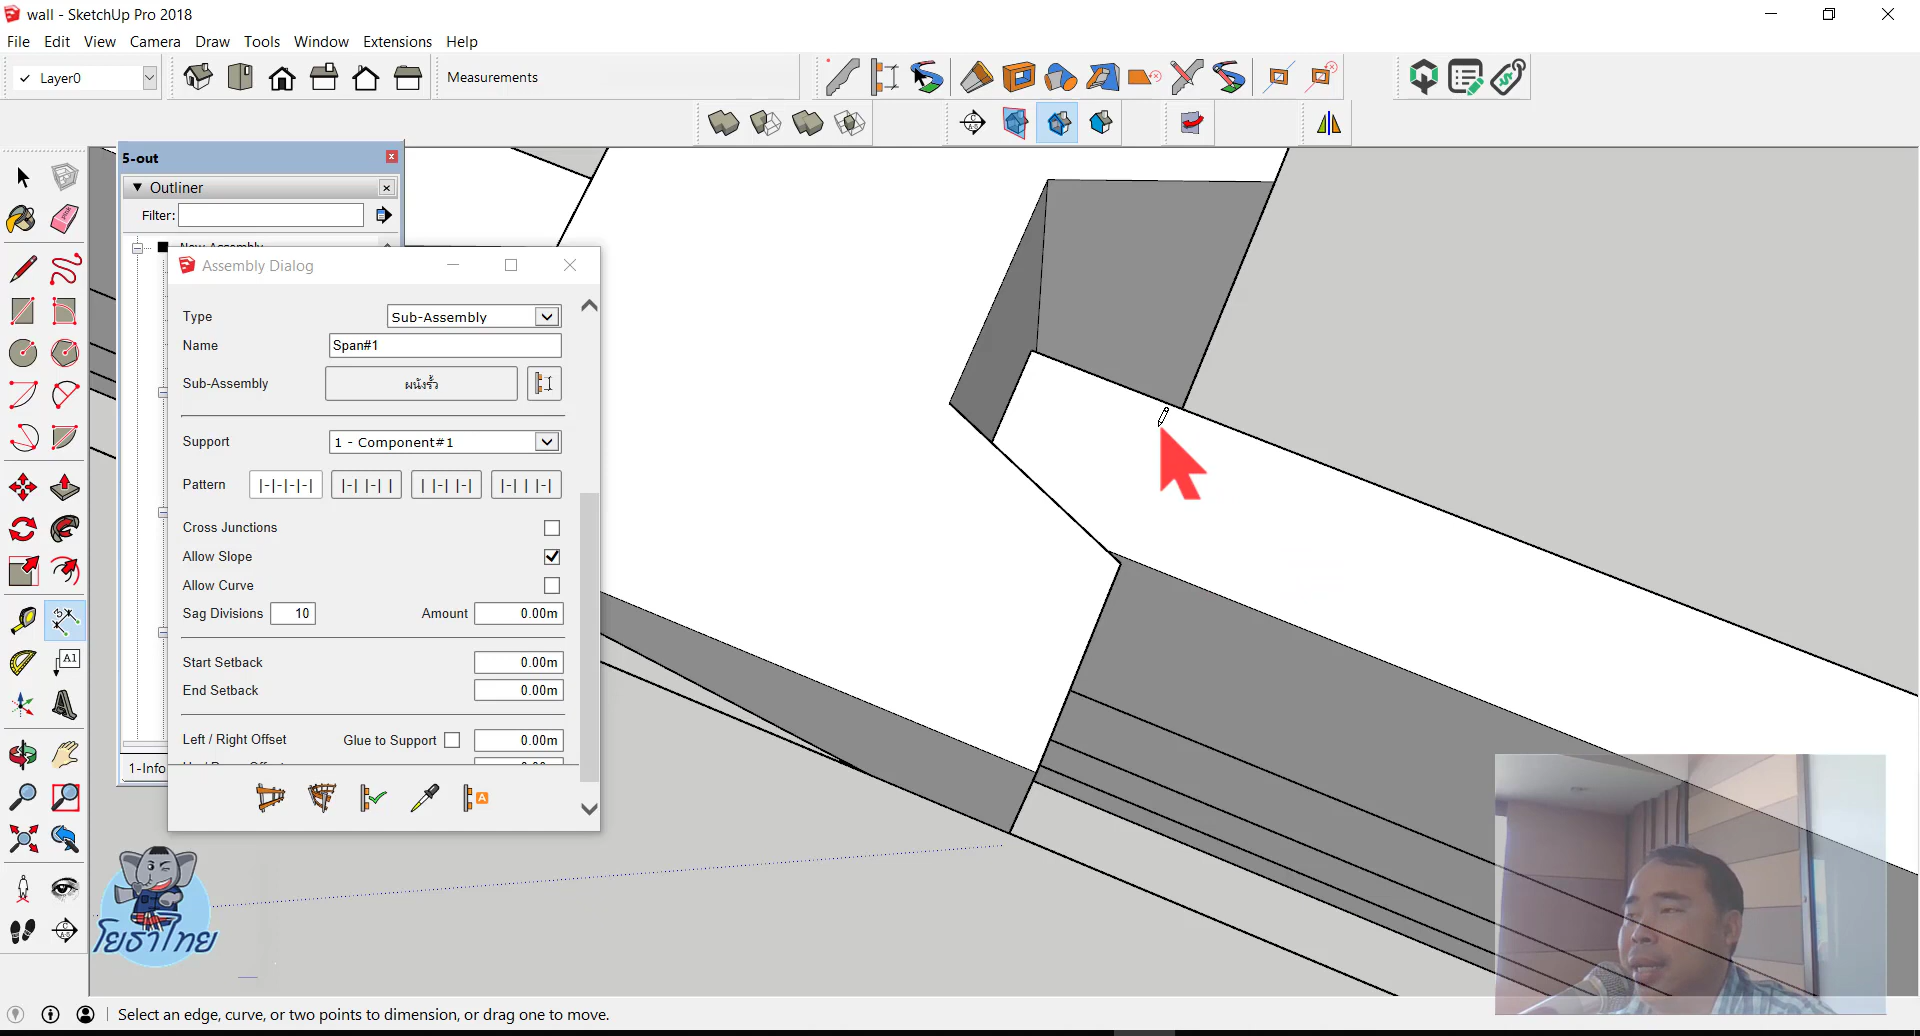 wall - SketchUp Pro 2018
File Edit View Camera Draw Tools Window Extensions Help
Layer0
Measurements
5-out
Outliner
Filter:
New Assembly
Assembly Dialog
Type Sub-Assembly
Name Span#1
Sub-Assembly ผนังรั้ว
Support 1 - Component#1
Pattern |-|-|-|-| |-| |-| | | |-| |-| |-| | |-|
Cross Junctions
Allow Slope
Allow Curve
Sag Divisions 10 Amount 0.00m
Start Setback 0.00m
End Setback 0.00m
Left / Right Offset Glue to Support 0.00m
1-Info
A1
A
โยธาไทย
Select an edge, curve, or two points to dimension, or drag one to move.